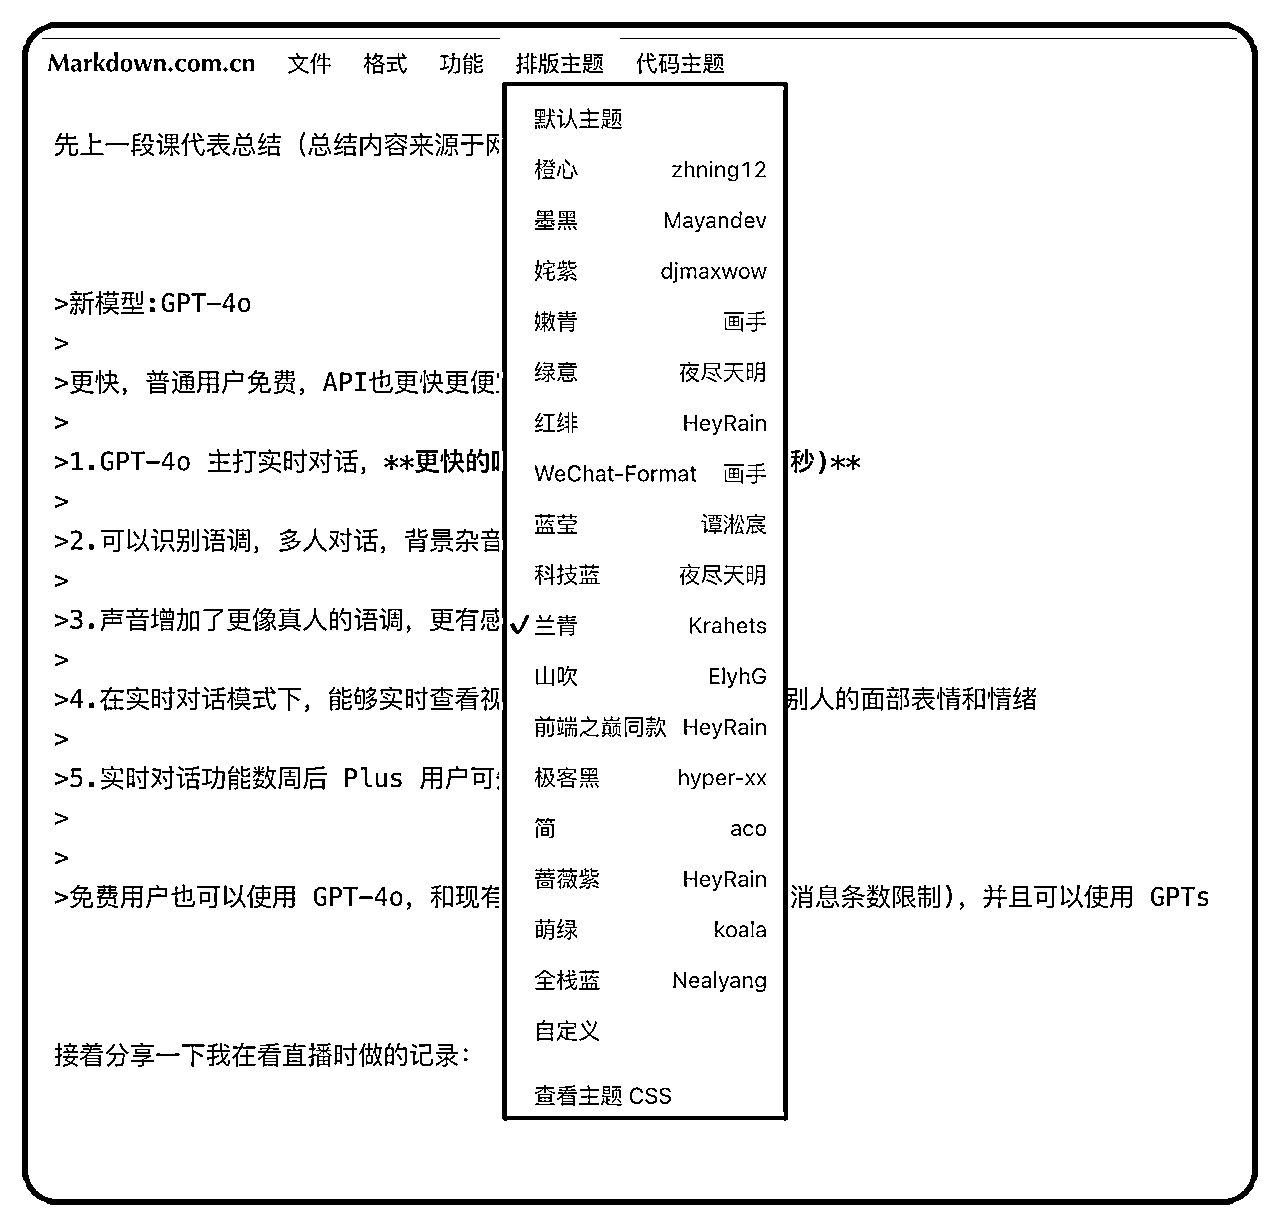 Markdown.com.cn 文件 格式 功能 排版主题 代码主题
先上一段课代表总结（总结内容来源于网
>新模型:GPT-4o
>
>更快，普通用户免费，API也更快更便
>
>1.GPT-4o 主打实时对话，**更快的 秒)**
>
>2.可以识别语调，多人对话，背景杂音
>
>3.声音增加了更像真人的语调，更有感
>
>4.在实时对话模式下，能够实时查看视 别人的面部表情和情绪
>
>5.实时对话功能数周后 Plus 用户可
>
>
>免费用户也可以使用 GPT-4o，和现有 消息条数限制)，并且可以使用 GPTs
接着分享一下我在看直播时做的记录：
默认主题
橙心 zhning12
墨黑 Mayandev
姹紫 djmaxwow
嫩青 画手
绿意 夜尽天明
红绯 HeyRain
WeChat-Format 画手
蓝莹 谭淞宸
科技蓝 夜尽天明
✓兰青 Krahets
山吹 ElyhG
前端之巅同款 HeyRain
极客黑 hyper-xx
简 aco
蔷薇紫 HeyRain
萌绿 koala
全栈蓝 Nealyang
自定义
查看主题 CSS